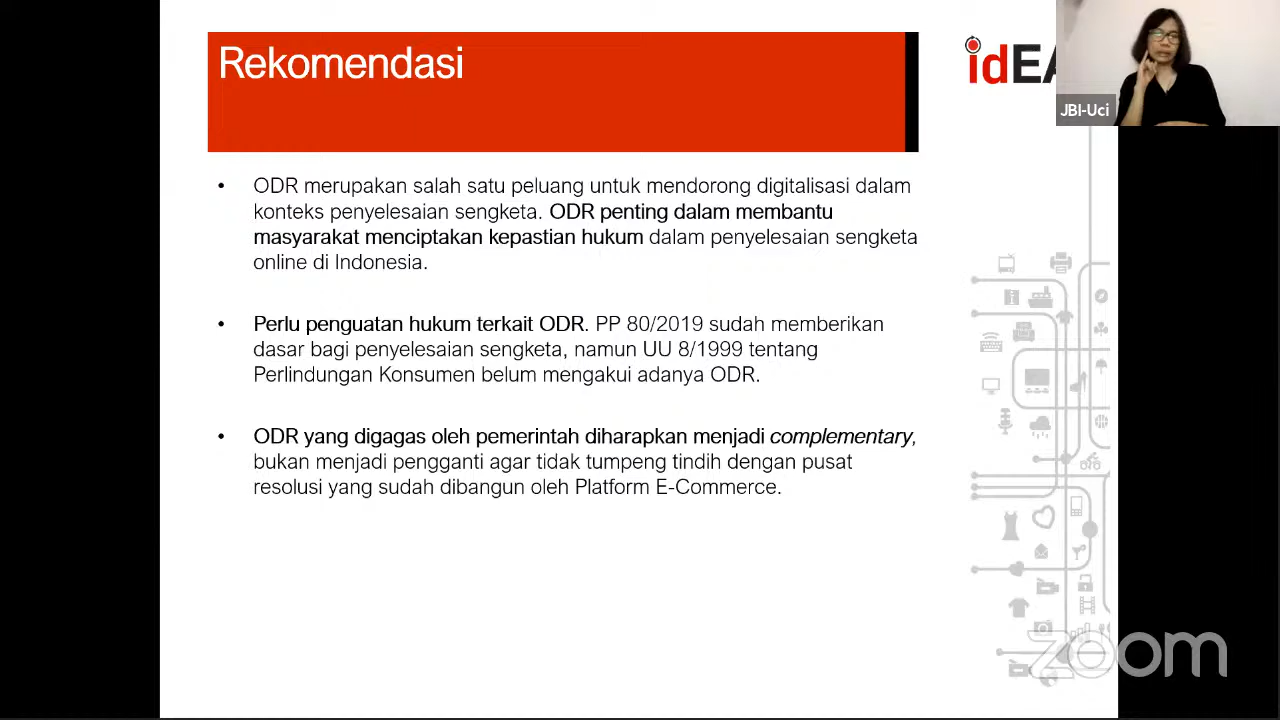 Rekomendasi
idEA
JBI-Uci
• ODR merupakan salah satu peluang untuk mendorong digitalisasi dalam
konteks penyelesaian sengketa. ODR penting dalam membantu
masyarakat menciptakan kepastian hukum dalam penyelesaian sengketa
online di Indonesia.
• Perlu penguatan hukum terkait ODR. PP 80/2019 sudah memberikan
dasar bagi penyelesaian sengketa, namun UU 8/1999 tentang
Perlindungan Konsumen belum mengakui adanya ODR.
• ODR yang digagas oleh pemerintah diharapkan menjadi complementary,
bukan menjadi pengganti agar tidak tumpeng tindih dengan pusat
resolusi yang sudah dibangun oleh Platform E-Commerce.
zoom